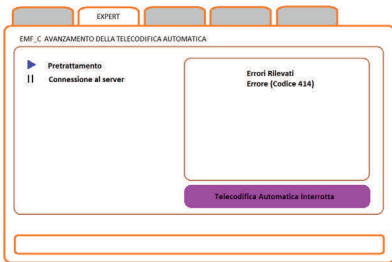 EXPERT
EMF_C AVANZAMENTO DELLA TELECODIFICA AUTOMATICA
Pretrattamento
Connessione al server
Errori Rilevati
Errore (Codice 414)
Telecodifica Automatica Interrotta